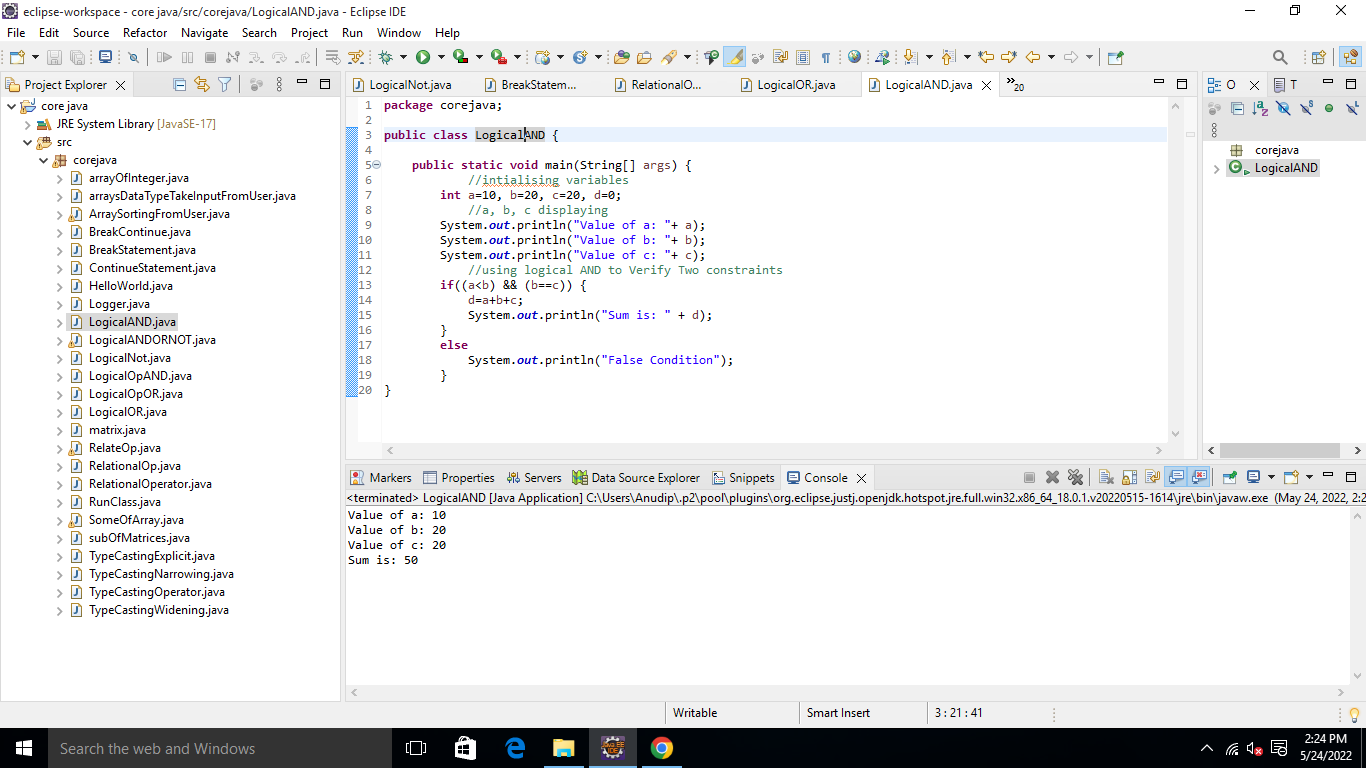 eclipse-workspace - core java/src/corejava/LogicalAND.java - Eclipse IDE
File Edit Source Refactor Navigate Search Project Run Window Help
Project Explorer
core java
JRE System Library [JavaSE-17]
src
corejava
arrayOfInteger.java
arraysDataTypeTakeInputFromUser.java
ArraySortingFromUser.java
BreakContinue.java
BreakStatement.java
ContinueStatement.java
HelloWorld.java
Logger.java
LogicalAND.java
LogicalANDORNOT.java
LogicalNot.java
LogicalOpAND.java
LogicalOpOR.java
LogicalOR.java
matrix.java
RelateOp.java
RelationalOp.java
RelationalOperator.java
RunClass.java
SomeOfArray.java
subOfMatrices.java
TypeCastingExplicit.java
TypeCastingNarrowing.java
TypeCastingOperator.java
TypeCastingWidening.java
LogicalNot.java BreakStatem... RelationalO... LogicalOR.java LogicalAND.java »20
1 package corejava;
2
3 public class LogicalAND {
4
5 public static void main(String[] args) {
6 //intialising variables
7 int a=10, b=20, c=20, d=0;
8 //a, b, c displaying
9 System.out.println("Value of a: "+ a);
10 System.out.println("Value of b: "+ b);
11 System.out.println("Value of c: "+ c);
12 //using logical AND to Verify Two constraints
13 if((a<b) && (b==c)) {
14 d=a+b+c;
15 System.out.println("Sum is: " + d);
16 }
17 else
18 System.out.println("False Condition");
19 }
20 }
O T
corejava
LogicalAND
Markers Properties Servers Data Source Explorer Snippets Console
<terminated> LogicalAND [Java Application] C:\Users\Anudip\.p2\pool\plugins\org.eclipse.justj.openjdk.hotspot.jre.full.win32.x86_64_18.0.1.v20220515-1614\jre\bin\javaw.exe (May 24, 2022, 2:2
Value of a: 10
Value of b: 20
Value of c: 20
Sum is: 50
Writable Smart Insert 3 : 21 : 41
Search the web and Windows
2:24 PM
5/24/2022